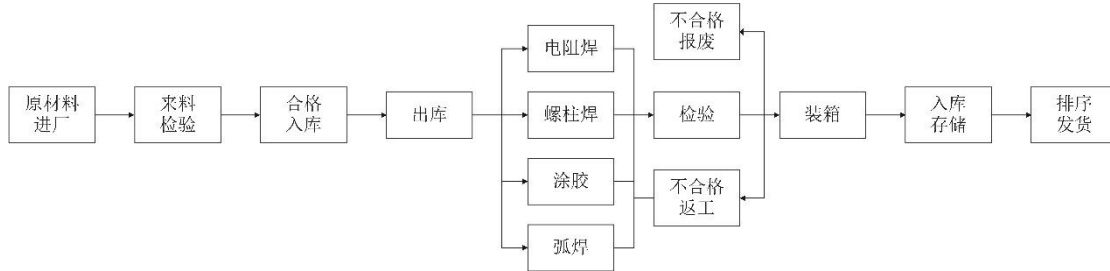 原材料
进厂
来料
检验
合格
入库
出库
电阻焊
螺柱焊
涂胶
弧焊
不合格
报废
检验
不合格
返工
装箱
入库
存储
排序
发货